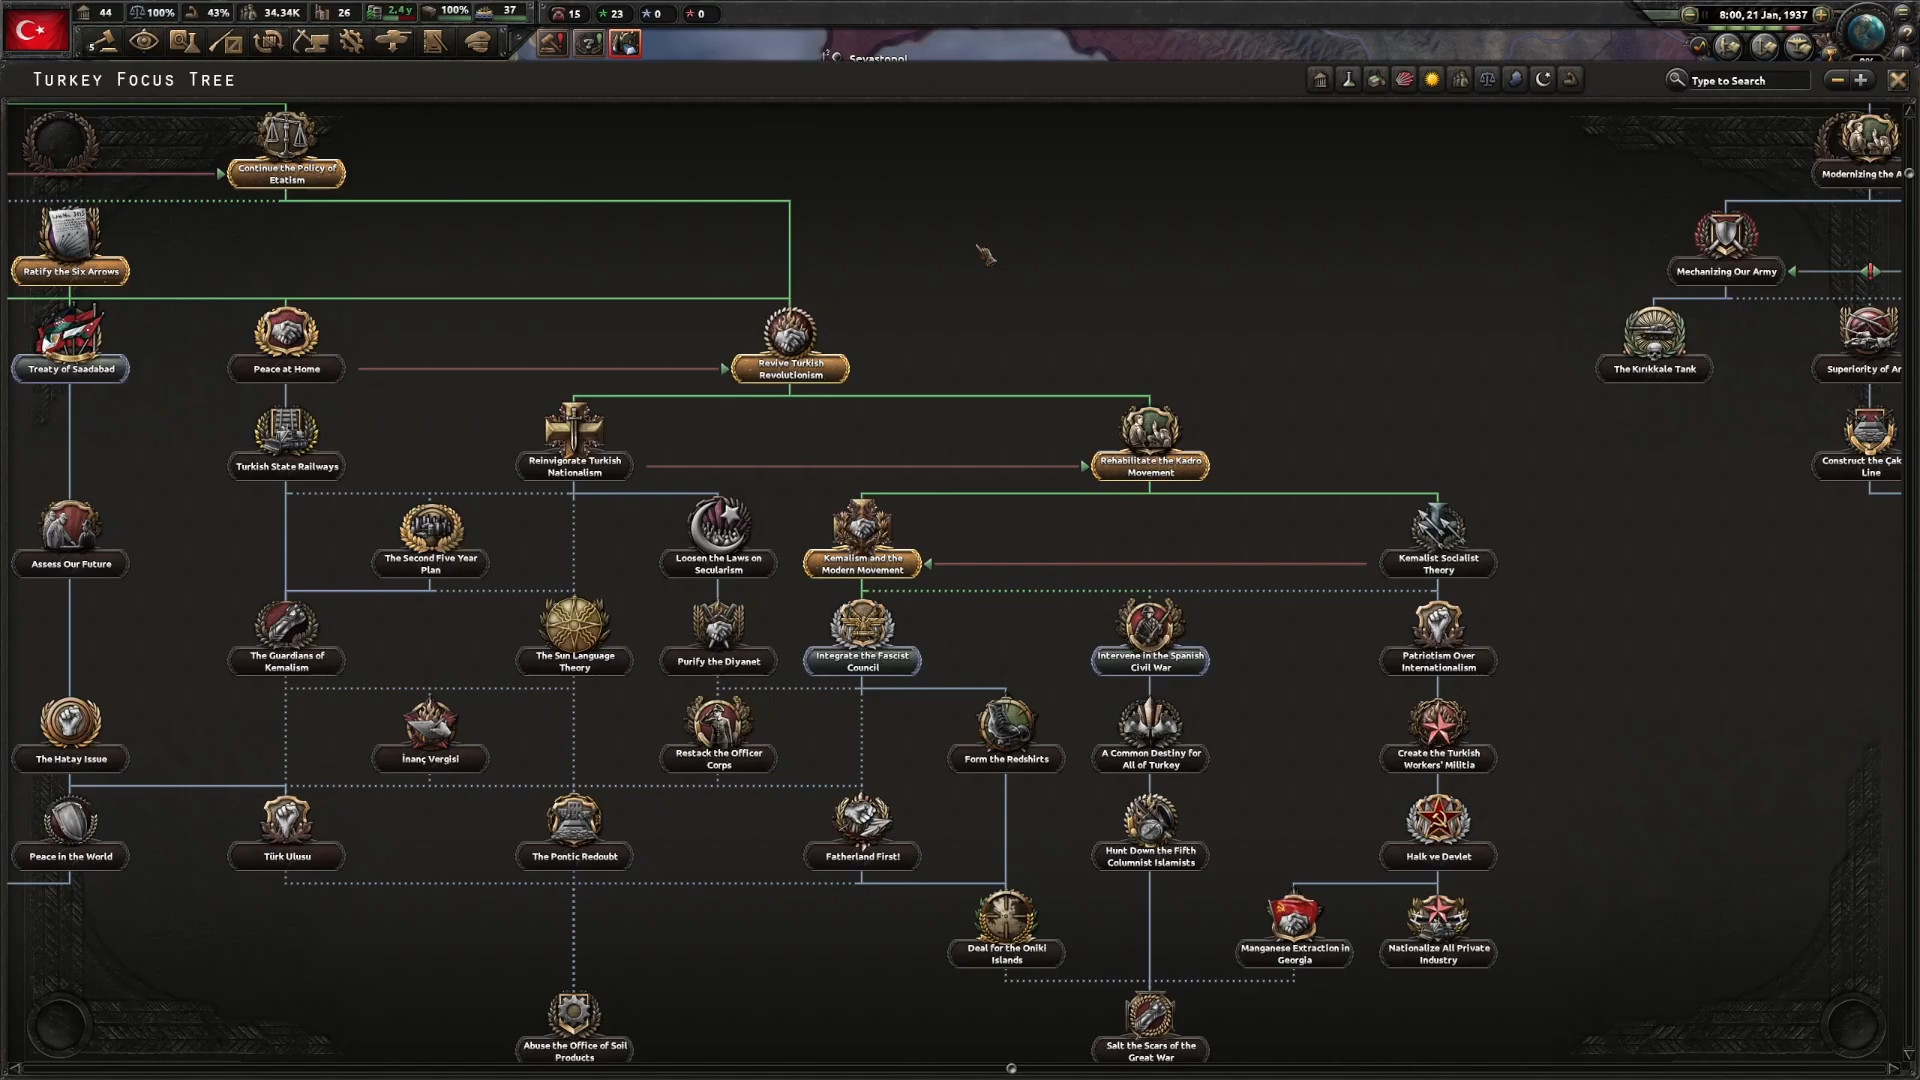 44
100%
43%
34.34K
26
2.4y
100%
37
15
23
0
0
8:00, 21 Jan, 1937
5
Sevastopol
Turkey Focus Tree
Type to Search
Continue the Policy of
Etatism
Modernizing the A
Ratify the Six Arrows
Mechanizing Our Army
Treaty of Saadabad
Peace at Home
Revive Turkish
Revolutionism
The Kırıkkale Tank
Superiority of Ar
Turkish State Railways
Reinvigorate Turkish
Nationalism
Rehabilitate the Kadro
Movement
Construct the Çak
Line
Assess Our Future
The Second Five Year
Plan
Loosen the Laws on
Secularism
Kemalism and the
Modern Movement
Kemalist Socialist
Theory
The Guardians of
Kemalism
The Sun Language
Theory
Purify the Diyanet
Integrate the Fascist
Council
Intervene in the Spanish
Civil War
Patriotism Over
Internationalism
The Hatay Issue
İnanç Vergisi
Restack the Officer
Corps
Form the Redshirts
A Common Destiny for
All of Turkey
Create the Turkish
Workers' Militia
Peace in the World
Türk Ulusu
The Pontic Redoubt
Fatherland First!
Hunt Down the Fifth
Columnist Islamists
Halk ve Devlet
Deal for the Oniki
Islands
Manganese Extraction in
Georgia
Nationalize All Private
Industry
Abuse the Office of Soil
Products
Salt the Scars of the
Great War